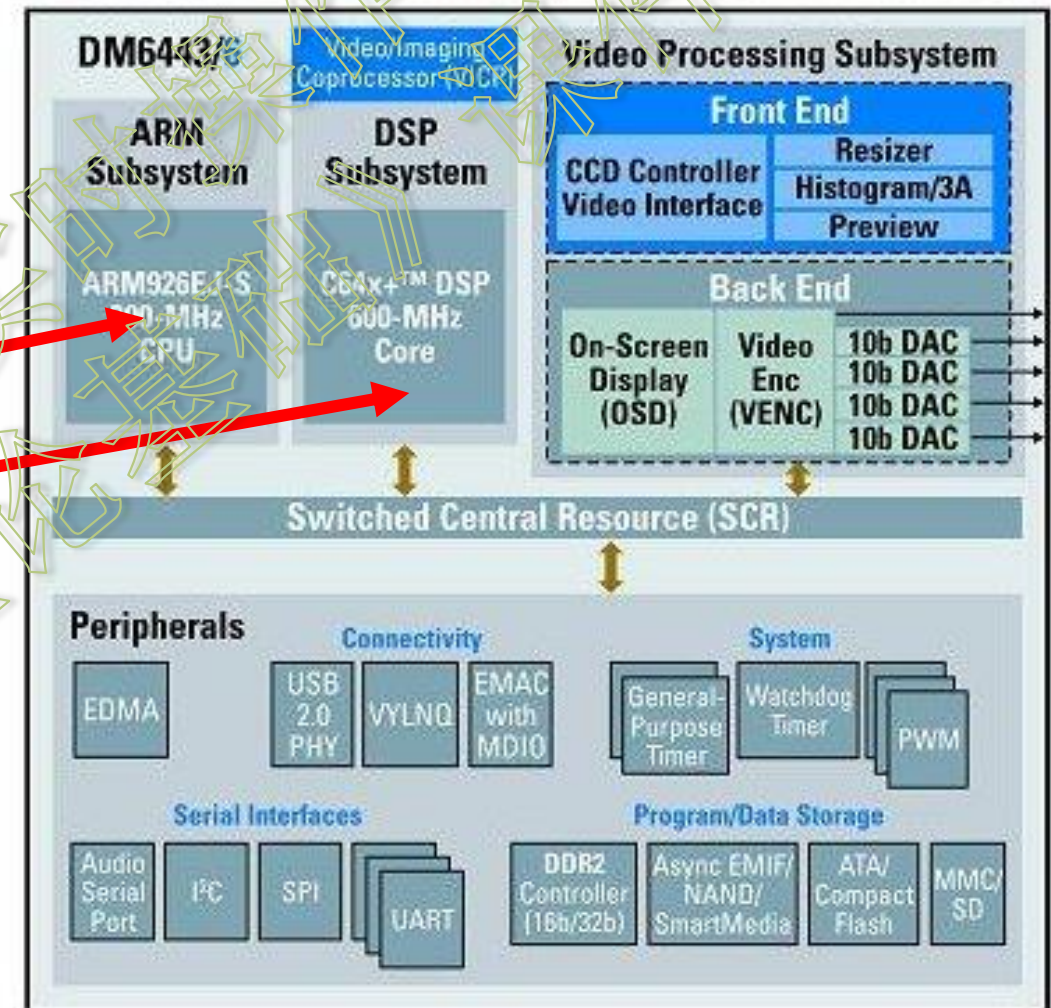 DM6443/6
Video/Imaging
Coprocessor (VICP)
Video Processing Subsystem
ARM
Subsystem
DSP
Subsystem
Front End
CCD Controller
Video Interface
Resizer
Histogram/3A
Preview
ARM926EJ-S
300-MHz
CPU
C64x+™ DSP
600-MHz
Core
Back End
On-Screen
Display
(OSD)
Video
Enc
(VENC)
10b DAC
10b DAC
10b DAC
10b DAC
Switched Central Resource (SCR)
Peripherals
Connectivity
System
EDMA
USB
2.0
PHY
VYLNQ
EMAC
with
MDIO
General-
Purpose
Timer
Watchdog
Timer
PWM
Serial Interfaces
Program/Data Storage
Audio
Serial
Port
I²C
SPI
UART
DDR2
Controller
(16b/32b)
Async EMIF/
NAND/
SmartMedia
ATA/
Compact
Flash
MMC/
SD